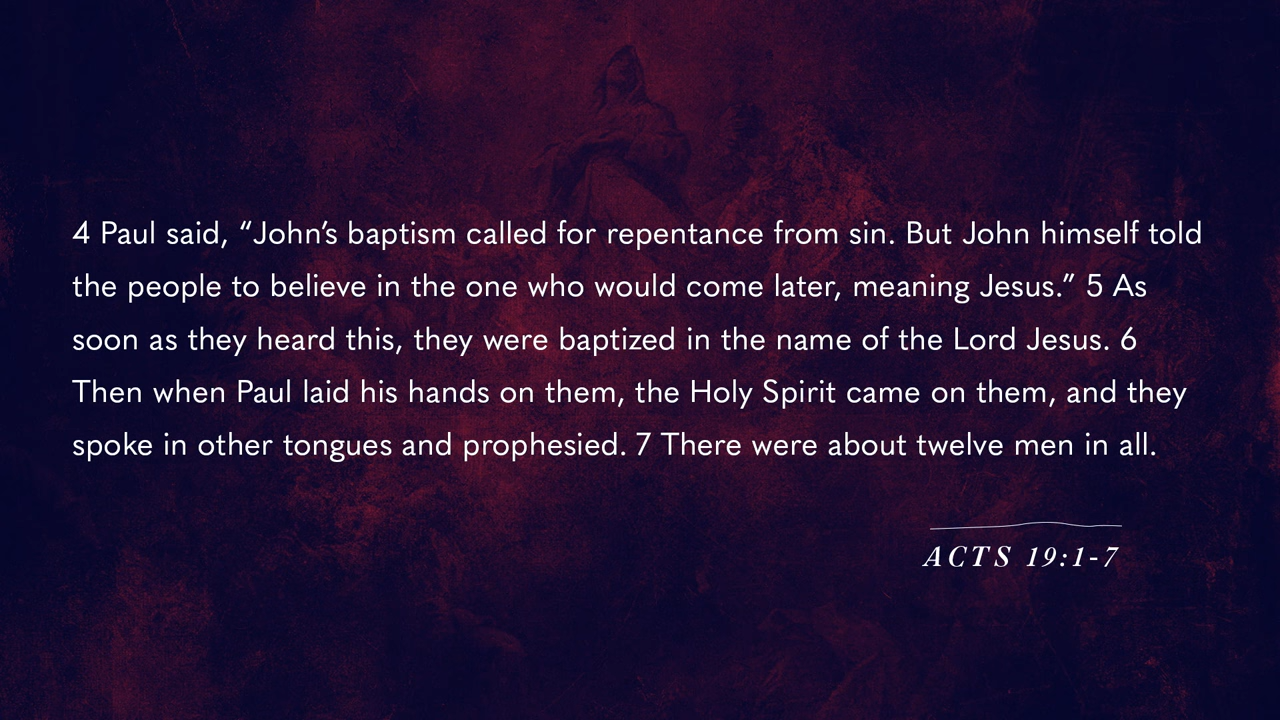 4 Paul said, “John’s baptism called for repentance from sin. But John himself told
the people to believe in the one who would come later, meaning Jesus.” 5 As
soon as they heard this, they were baptized in the name of the Lord Jesus. 6
Then when Paul laid his hands on them, the Holy Spirit came on them, and they
spoke in other tongues and prophesied. 7 There were about twelve men in all.
ACTS 19:1-7